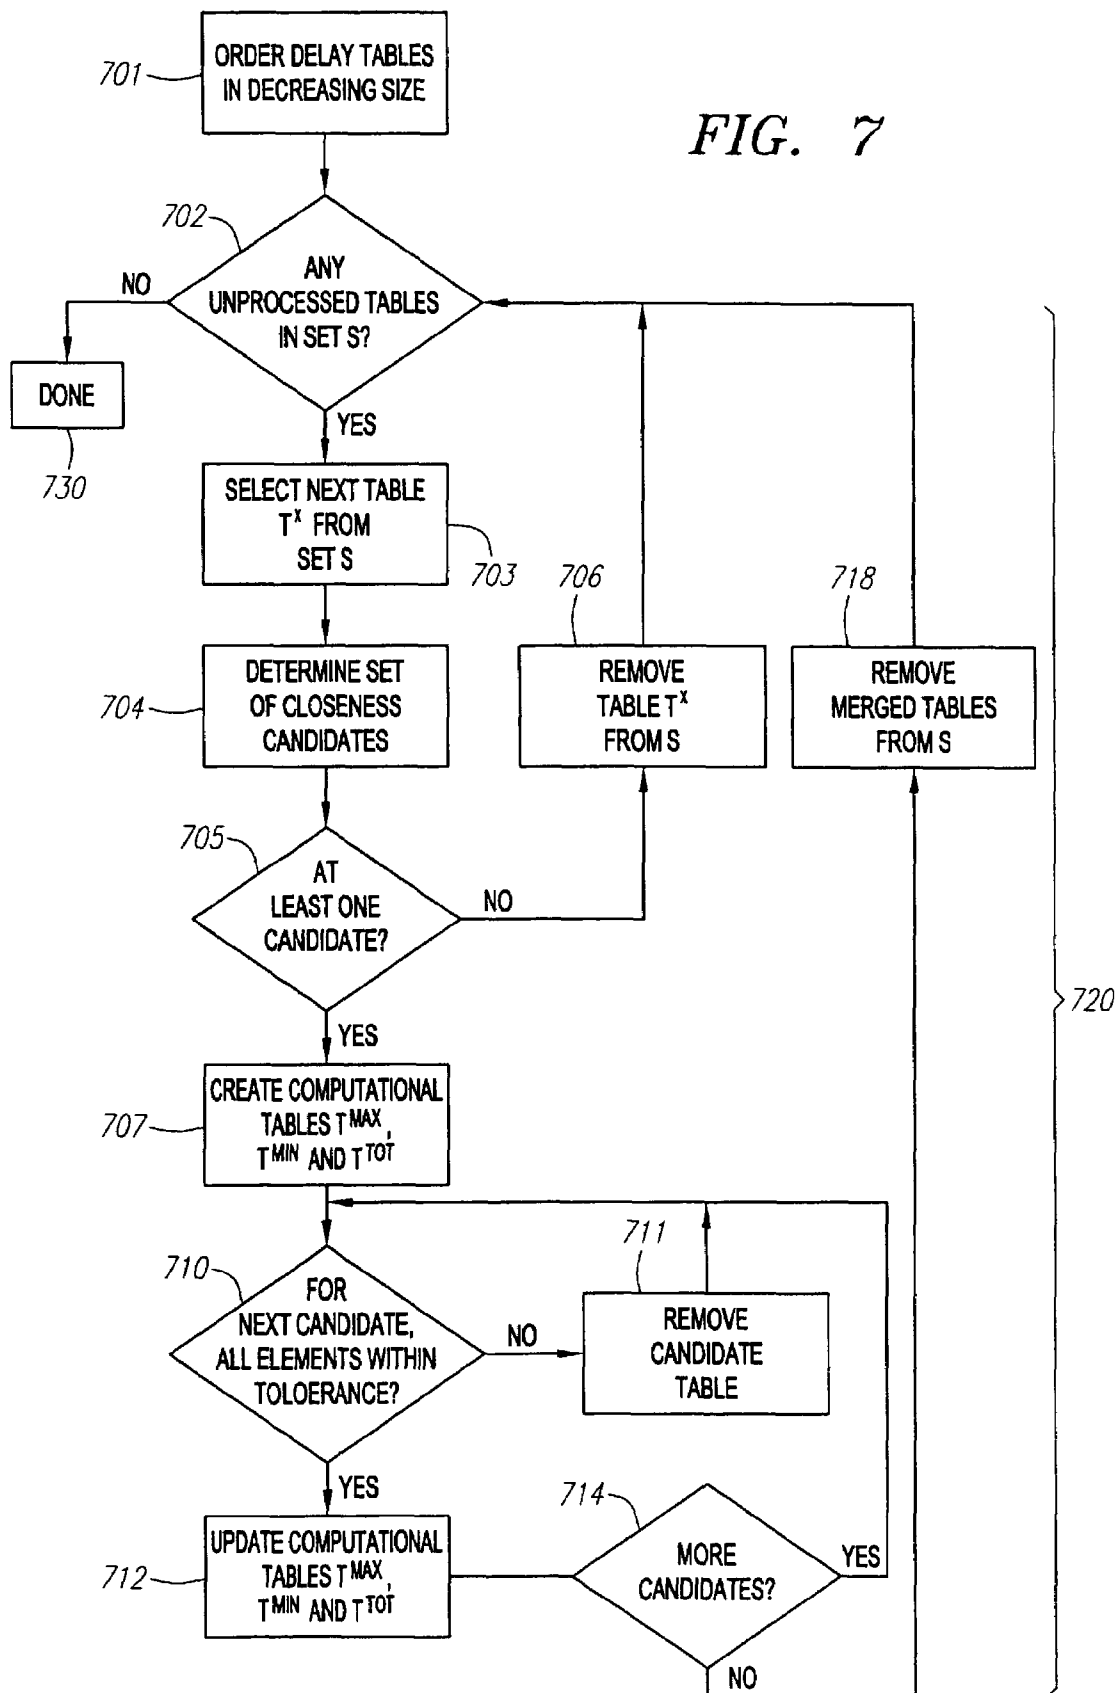 FIG. 7
701
ORDER DELAY TABLES
IN DECREASING SIZE
702
ANY
UNPROCESSED TABLES
IN SET S?
NO
DONE
730
YES
SELECT NEXT TABLE
T^X FROM
SET S
703
704
DETERMINE SET
OF CLOSENESS
CANDIDATES
706
REMOVE
TABLE T^X
FROM S
718
REMOVE
MERGED TABLES
FROM S
705
AT
LEAST ONE
CANDIDATE?
NO
YES
720
707
CREATE COMPUTATIONAL
TABLES T^MAX,
T^MIN AND T^TOT
710
FOR
NEXT CANDIDATE,
ALL ELEMENTS WITHIN
TOLOERANCE?
NO
711
REMOVE
CANDIDATE
TABLE
YES
712
UPDATE COMPUTATIONAL
TABLES T^MAX,
T^MIN AND T^TOT
714
MORE
CANDIDATES?
YES
NO